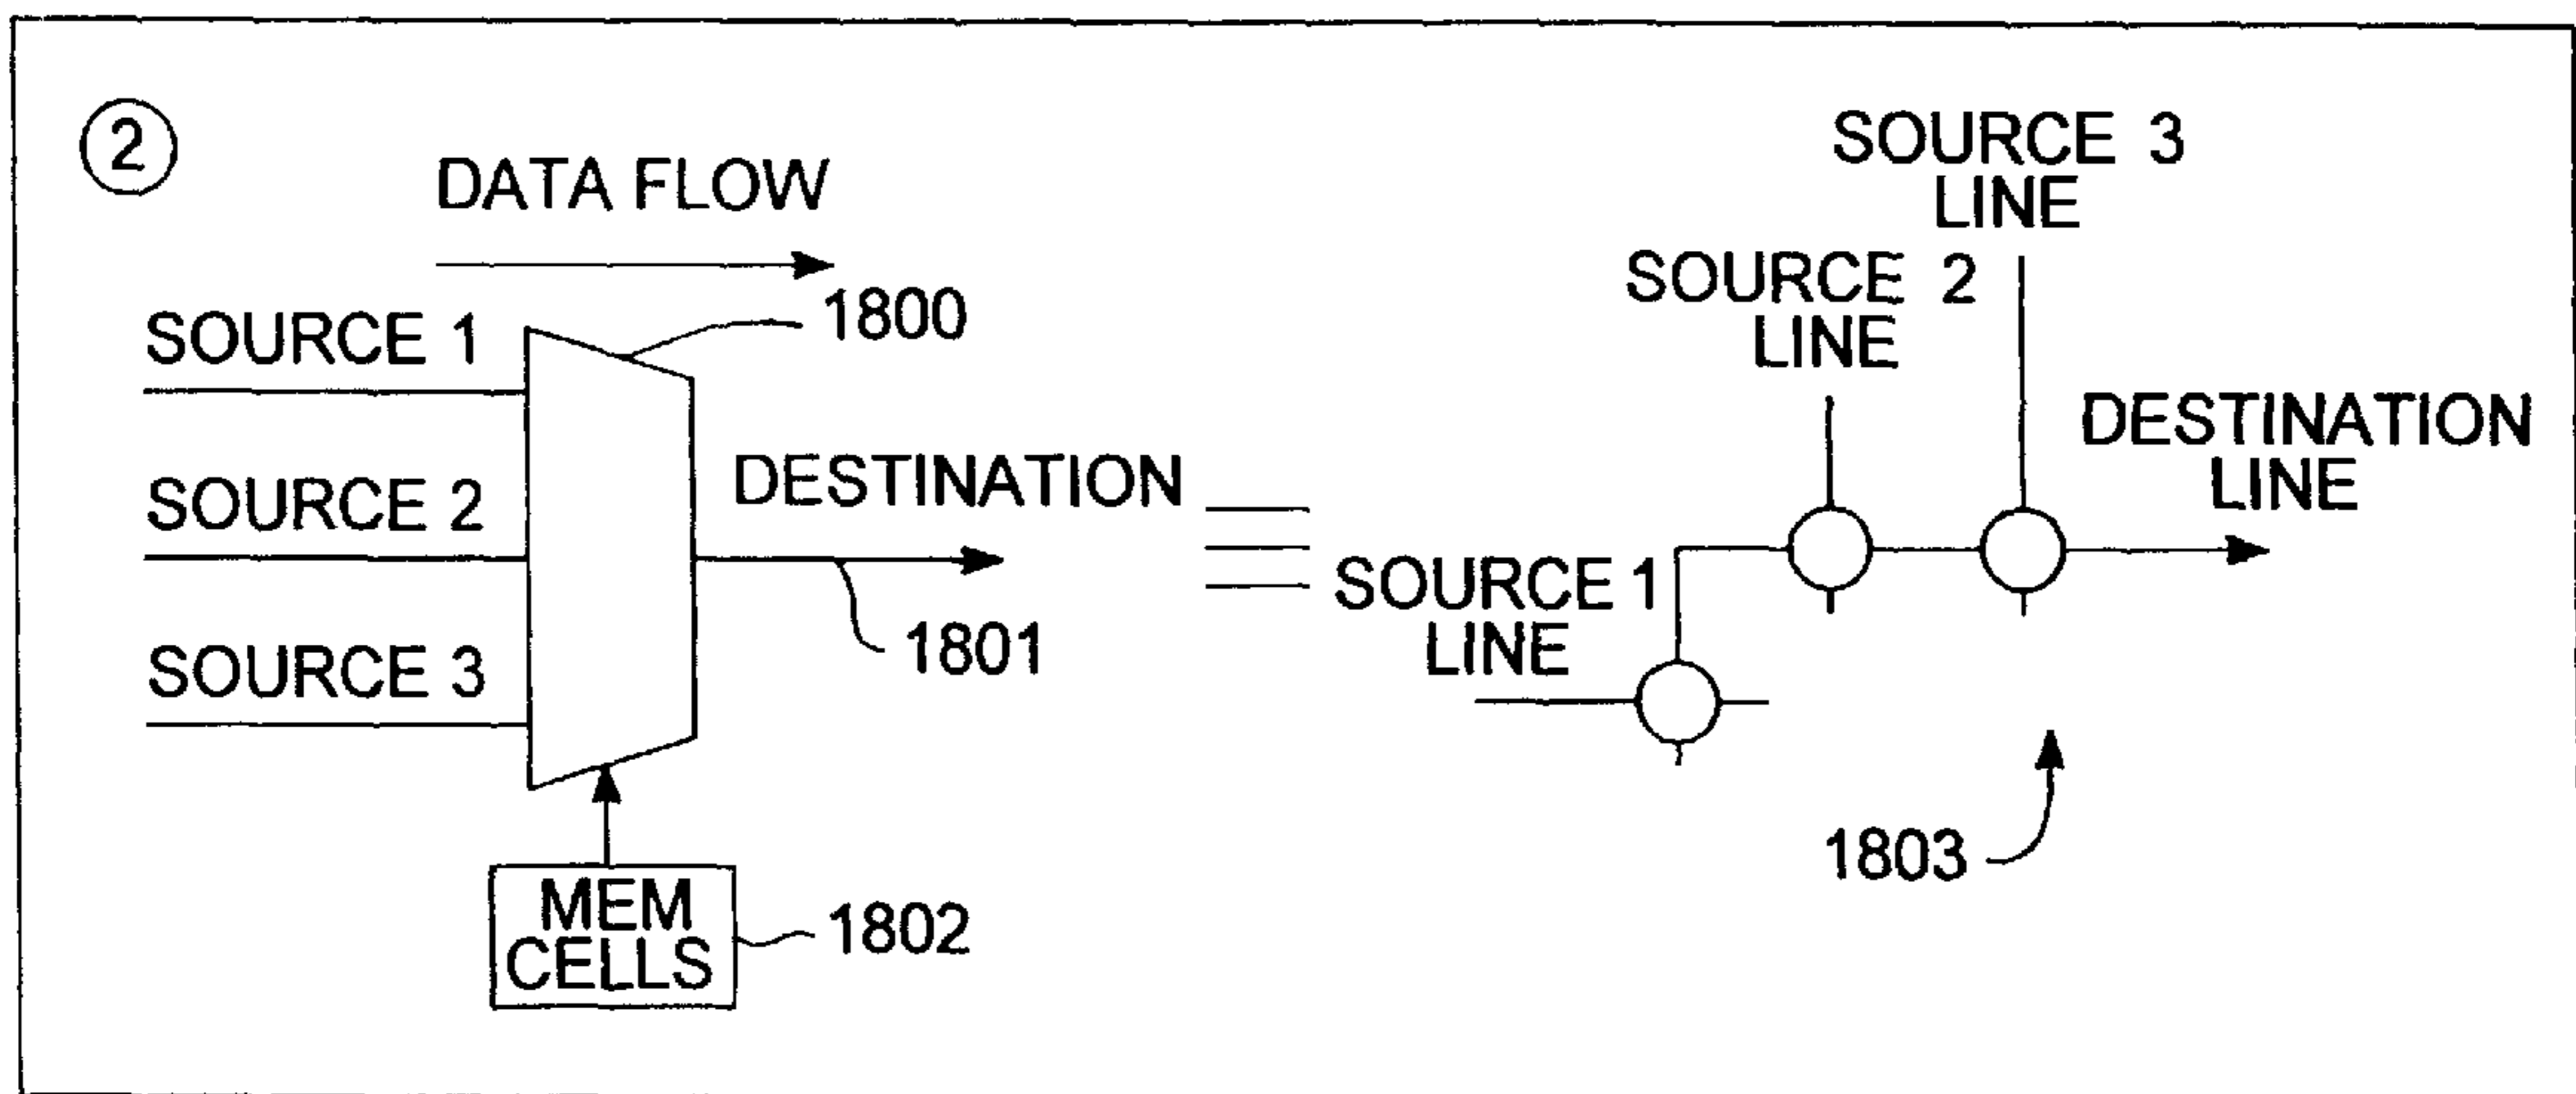 2
DATA FLOW
1800
SOURCE 1
SOURCE 2
SOURCE 3
DESTINATION
1801
MEM
CELLS
1802
SOURCE 3
LINE
SOURCE 2
LINE
DESTINATION
LINE
SOURCE 1
LINE
1803